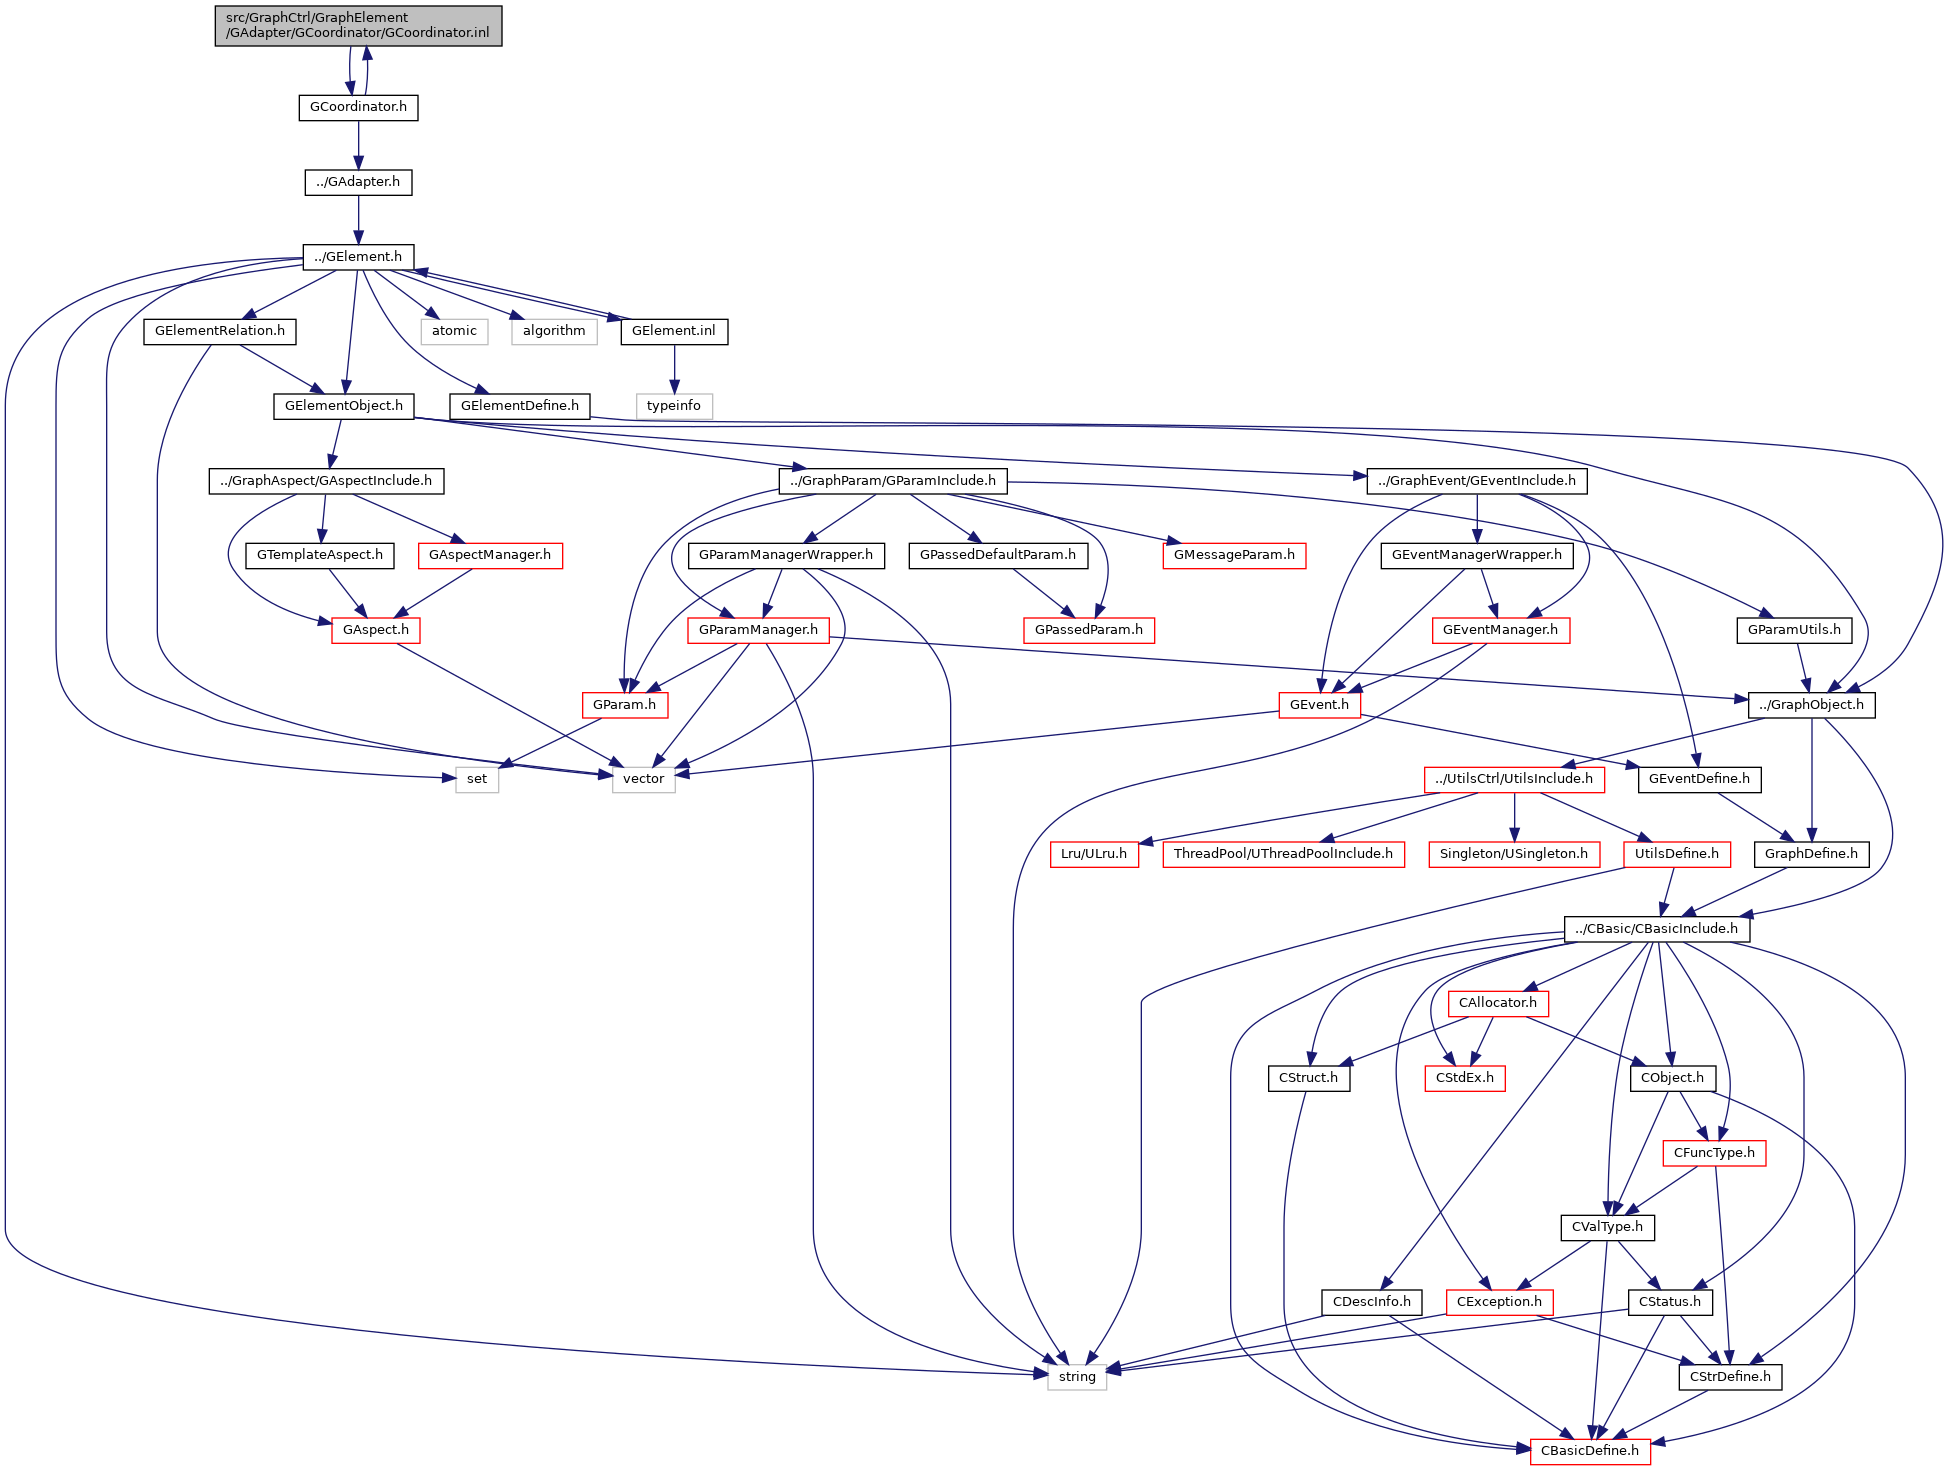 src/GraphCtrl/GraphElement
/GAdapter/GCoordinator/GCoordinator.inl
GCoordinator.h
../GAdapter.h
../GElement.h
GElementRelation.h
atomic
algorithm
GElement.inl
GElementObject.h
GElementDefine.h
typeinfo
../GraphAspect/GAspectInclude.h
../GraphParam/GParamInclude.h
../GraphEvent/GEventInclude.h
GTemplateAspect.h
GAspectManager.h
GParamManagerWrapper.h
GPassedDefaultParam.h
GMessageParam.h
GEventManagerWrapper.h
GAspect.h
GParamManager.h
GPassedParam.h
GEventManager.h
GParamUtils.h
GParam.h
GEvent.h
../GraphObject.h
set
vector
../UtilsCtrl/UtilsInclude.h
GEventDefine.h
Lru/ULru.h
ThreadPool/UThreadPoolInclude.h
Singleton/USingleton.h
UtilsDefine.h
GraphDefine.h
../CBasic/CBasicInclude.h
CAllocator.h
CStruct.h
CStdEx.h
CObject.h
CFuncType.h
CValType.h
CDescInfo.h
CException.h
CStatus.h
string
CStrDefine.h
CBasicDefine.h